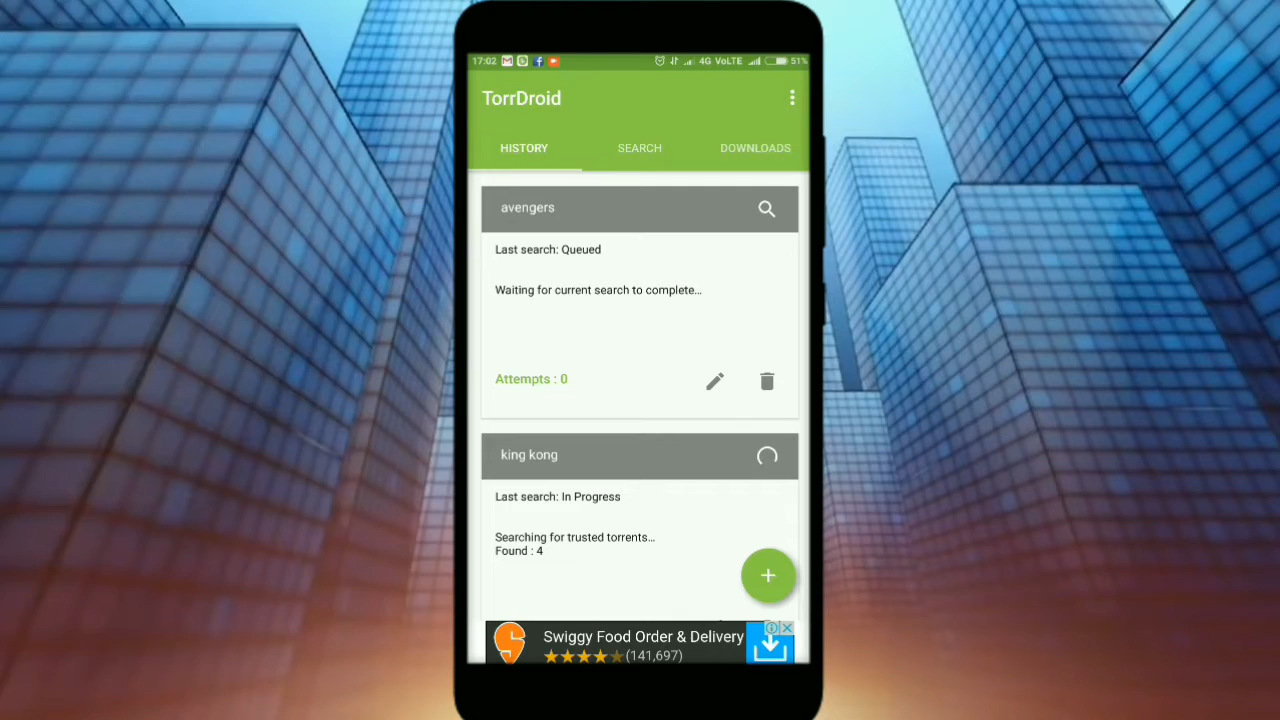 17:02 4G VoLTE 51%
TorrDroid
HISTORY SEARCH DOWNLOADS
avengers
Last search: Queued
Waiting for current search to complete...
Attempts : 0
king kong
Last search: In Progress
Searching for trusted torrents...
Found : 4
Swiggy Food Order & Delivery
(141,697)